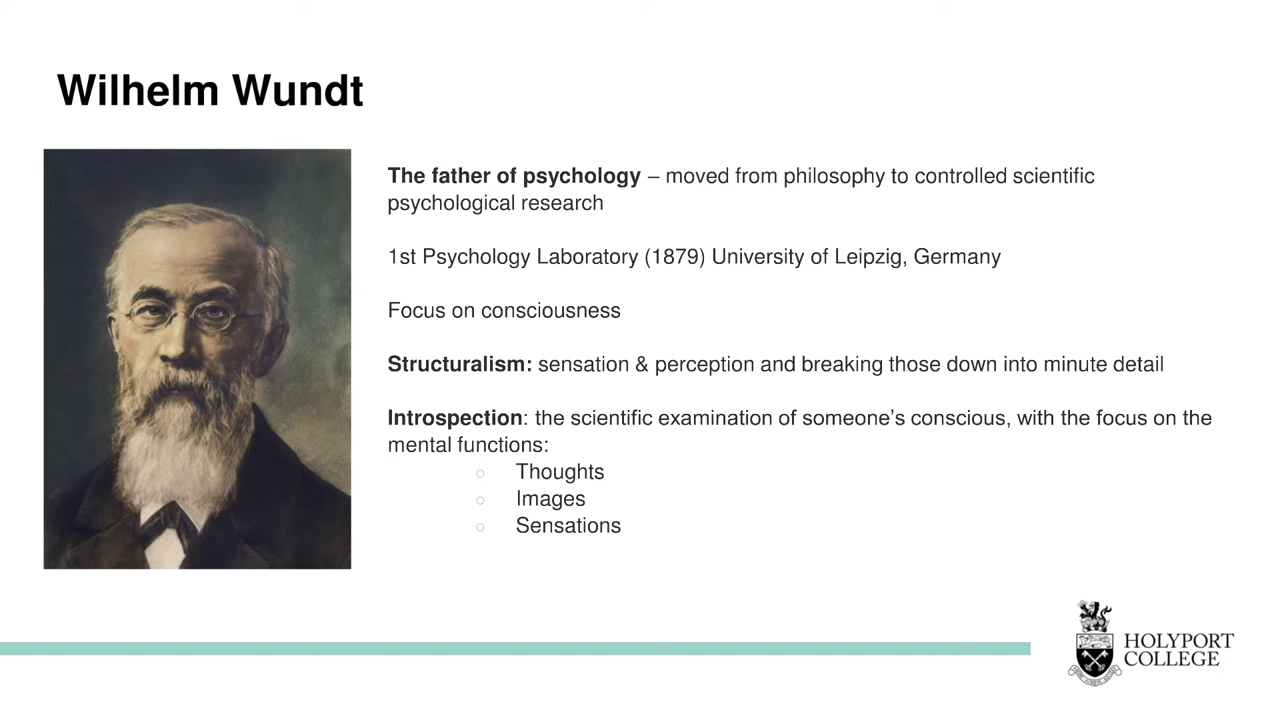 Wilhelm Wundt
The father of psychology – moved from philosophy to controlled scientific
psychological research
1st Psychology Laboratory (1879) University of Leipzig, Germany
Focus on consciousness
Structuralism: sensation & perception and breaking those down into minute detail
Introspection: the scientific examination of someone’s conscious, with the focus on the
mental functions:
○ Thoughts
○ Images
○ Sensations
HOLYPORT
COLLEGE